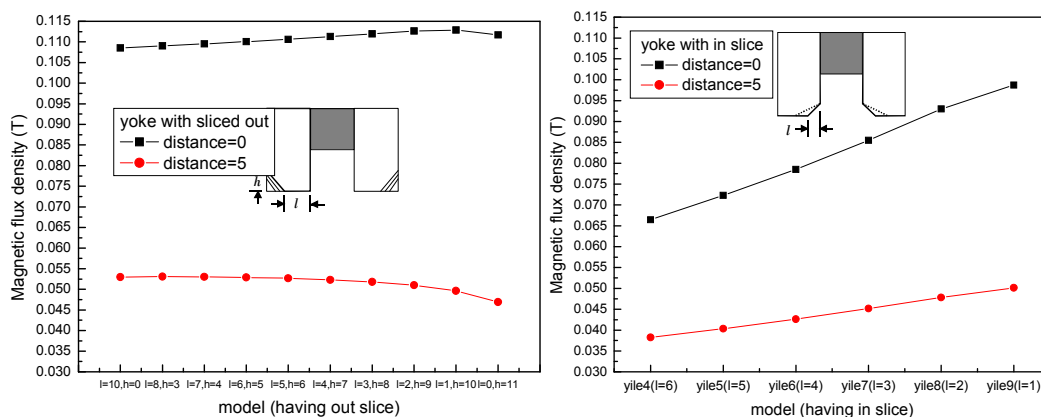 0.115
0.110
0.105
0.100
0.095
0.090
0.085
0.080
0.075
0.070
0.065
0.060
0.055
0.050
0.045
0.040
0.035
0.030
Magnetic flux density (T)
yoke with sliced out
distance=0
distance=5
h
l
l=10,h=0 l=8,h=3 l=7,h=4 l=6,h=5 l=5,h=6 l=4,h=7 l=3,h=8 l=2,h=9 l=1,h=10 l=0,h=11
model (having out slice)
0.115
0.110
0.105
0.100
0.095
0.090
0.085
0.080
0.075
0.070
0.065
0.060
0.055
0.050
0.045
0.040
0.035
0.030
Magnetic flux density (T)
yoke with in slice
distance=0
distance=5
l
yile4(l=6) yile5(l=5) yile6(l=4) yile7(l=3) yile8(l=2) yile9(l=1)
model (having in slice)